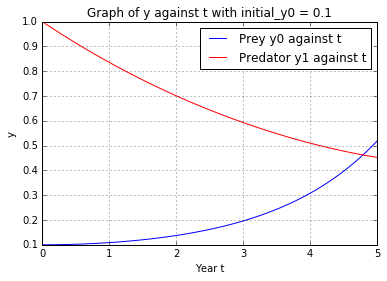 Graph of y against t with initial_y0 = 0.1
Prey y0 against t
Predator y1 against t
y
1.0
0.9
0.8
0.7
0.6
0.5
0.4
0.3
0.2
0.1
0 1 2 3 4 5
Year t